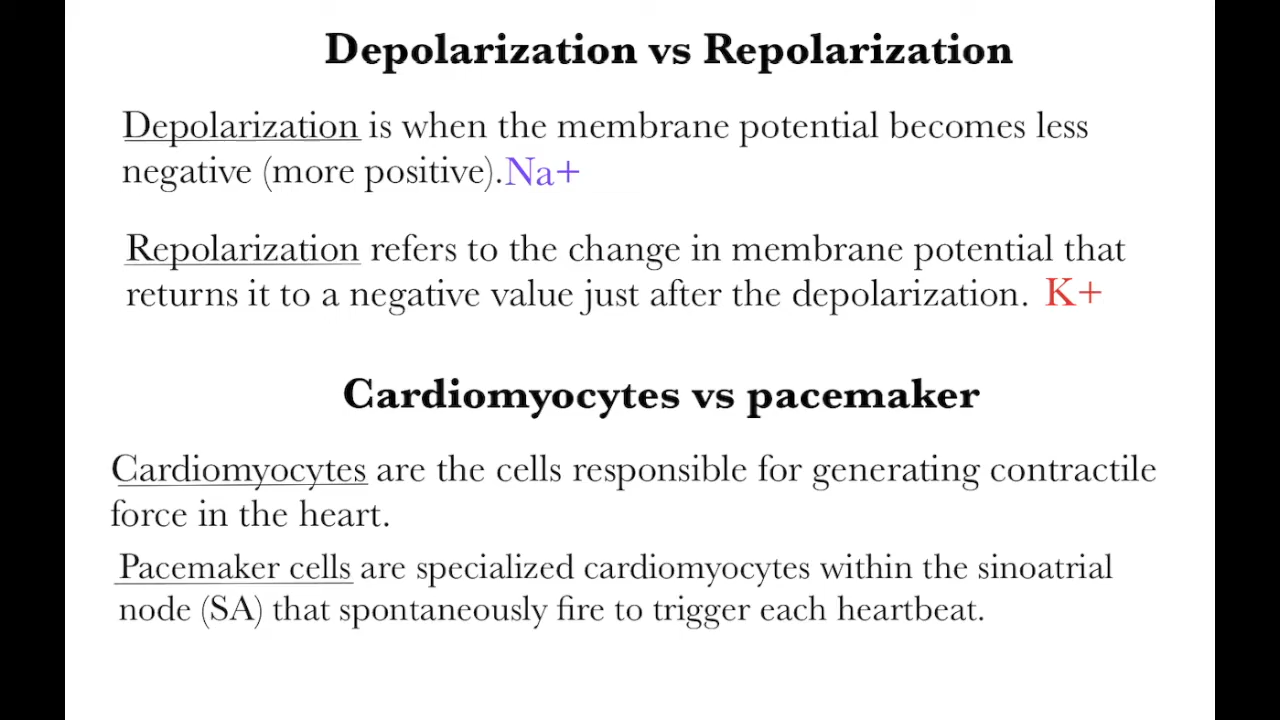 Depolarization vs Repolarization
Depolarization is when the membrane potential becomes less
negative (more positive).Na+
Repolarization refers to the change in membrane potential that
returns it to a negative value just after the depolarization. K+
Cardiomyocytes vs pacemaker
Cardiomyocytes are the cells responsible for generating contractile
force in the heart.
Pacemaker cells are specialized cardiomyocytes within the sinoatrial
node (SA) that spontaneously fire to trigger each heartbeat.